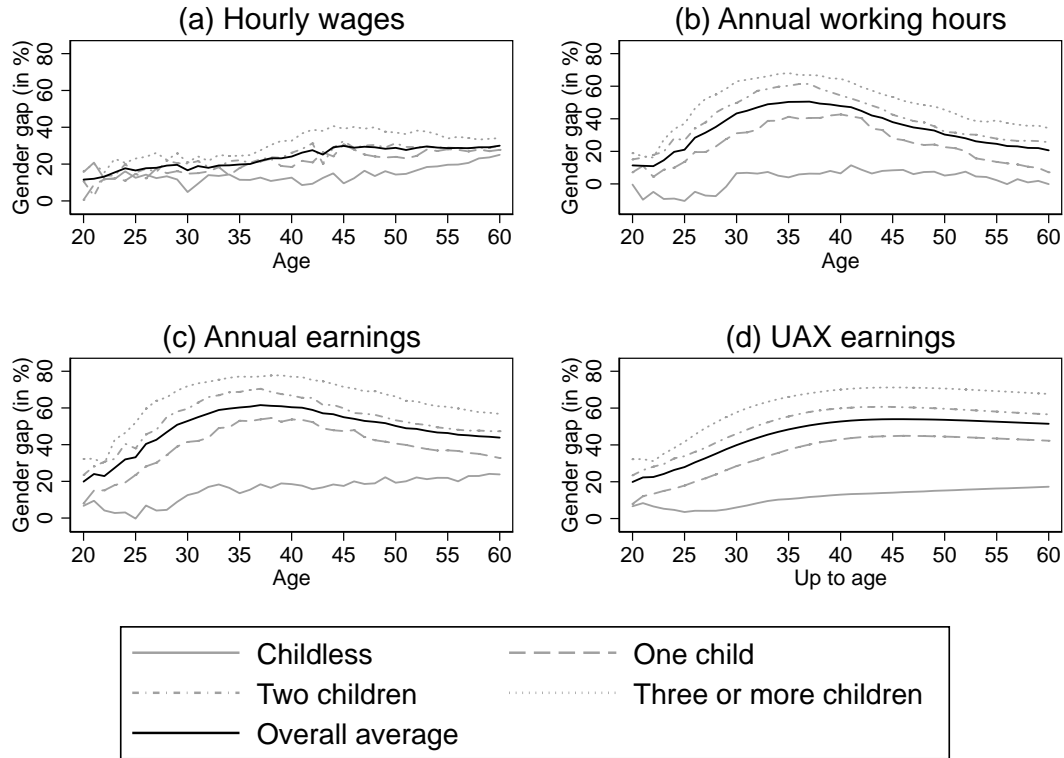 (a) Hourly wages
Gender gap (in %)
0 20 40 60 80
20 25 30 35 40 45 50 55 60
Age
(b) Annual working hours
Gender gap (in %)
0 20 40 60 80
20 25 30 35 40 45 50 55 60
Age
(c) Annual earnings
Gender gap (in %)
0 20 40 60 80
20 25 30 35 40 45 50 55 60
Age
(d) UAX earnings
Gender gap (in %)
0 20 40 60 80
20 25 30 35 40 45 50 55 60
Up to age
Childless
One child
Two children
Three or more children
Overall average